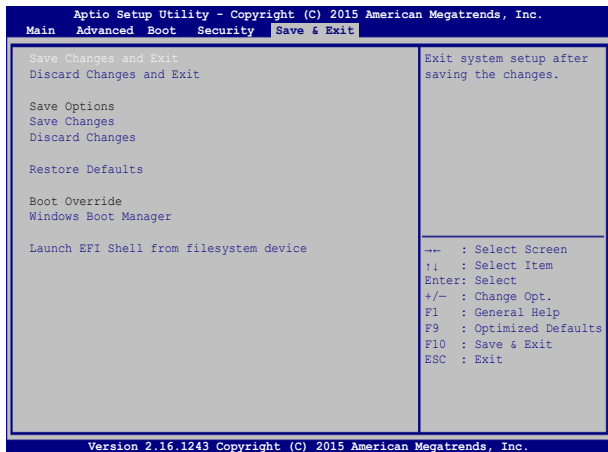 Aptio Setup Utility - Copyright (C) 2015 American Megatrends, Inc.
Main Advanced Boot Security Save & Exit
Save Changes and Exit
Discard Changes and Exit
Save Options
Save Changes
Discard Changes
Restore Defaults
Boot Override
Windows Boot Manager
Launch EFI Shell from filesystem device
Exit system setup after
saving the changes.
→← : Select Screen
↑↓ : Select Item
Enter: Select
+/— : Change Opt.
F1 : General Help
F9 : Optimized Defaults
F10 : Save & Exit
ESC : Exit
Version 2.16.1243 Copyright (C) 2015 American Megatrends, Inc.